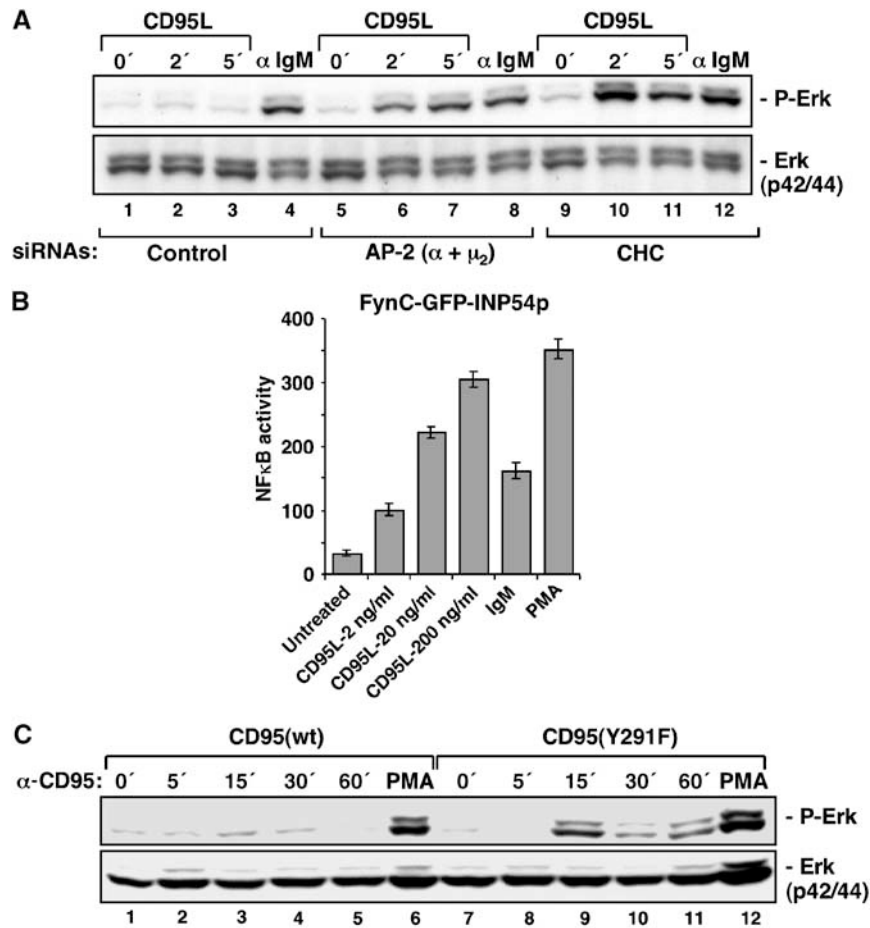 A
CD95L CD95L CD95L
0´ 2´ 5´ α IgM 0´ 2´ 5´ α IgM 0´ 2´ 5´ α IgM
- P-Erk
- Erk
(p42/44)
1 2 3 4 5 6 7 8 9 10 11 12
siRNAs: Control AP-2 (α + μ₂) CHC
B
FynC-GFP-INP54p
400
300
200
100
0
NFκB activity
Untreated
CD95L-2 ng/ml
CD95L-20 ng/ml
CD95L-200 ng/ml
IgM
PMA
C
CD95(wt) CD95(Y291F)
α-CD95: 0´ 5´ 15´ 30´ 60´ PMA 0´ 5´ 15´ 30´ 60´ PMA
- P-Erk
- Erk
(p42/44)
1 2 3 4 5 6 7 8 9 10 11 12